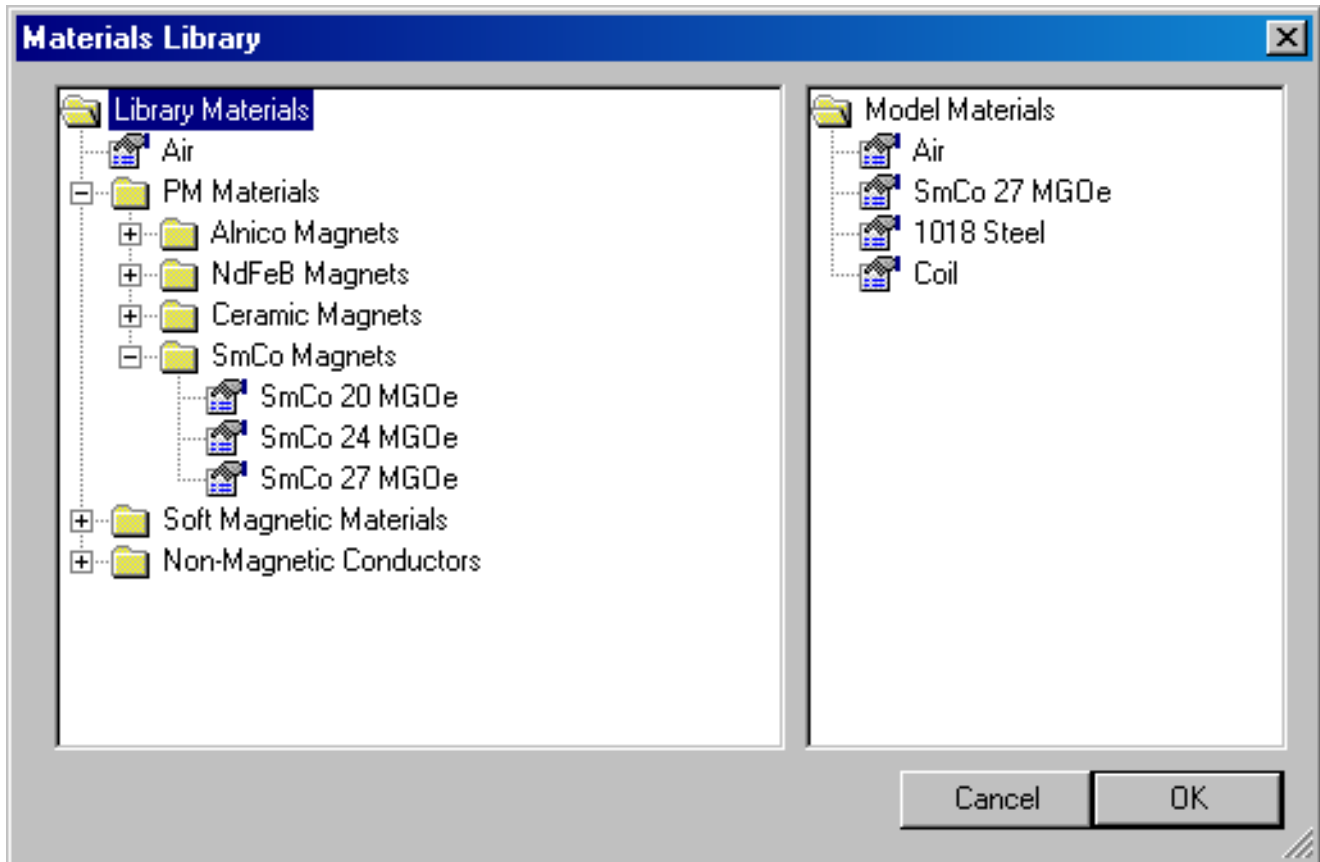 Materials Library
Library Materials
Air
PM Materials
Alnico Magnets
NdFeB Magnets
Ceramic Magnets
SmCo Magnets
SmCo 20 MGOe
SmCo 24 MGOe
SmCo 27 MGOe
Soft Magnetic Materials
Non-Magnetic Conductors
Model Materials
Air
SmCo 27 MGOe
1018 Steel
Coil
Cancel
OK